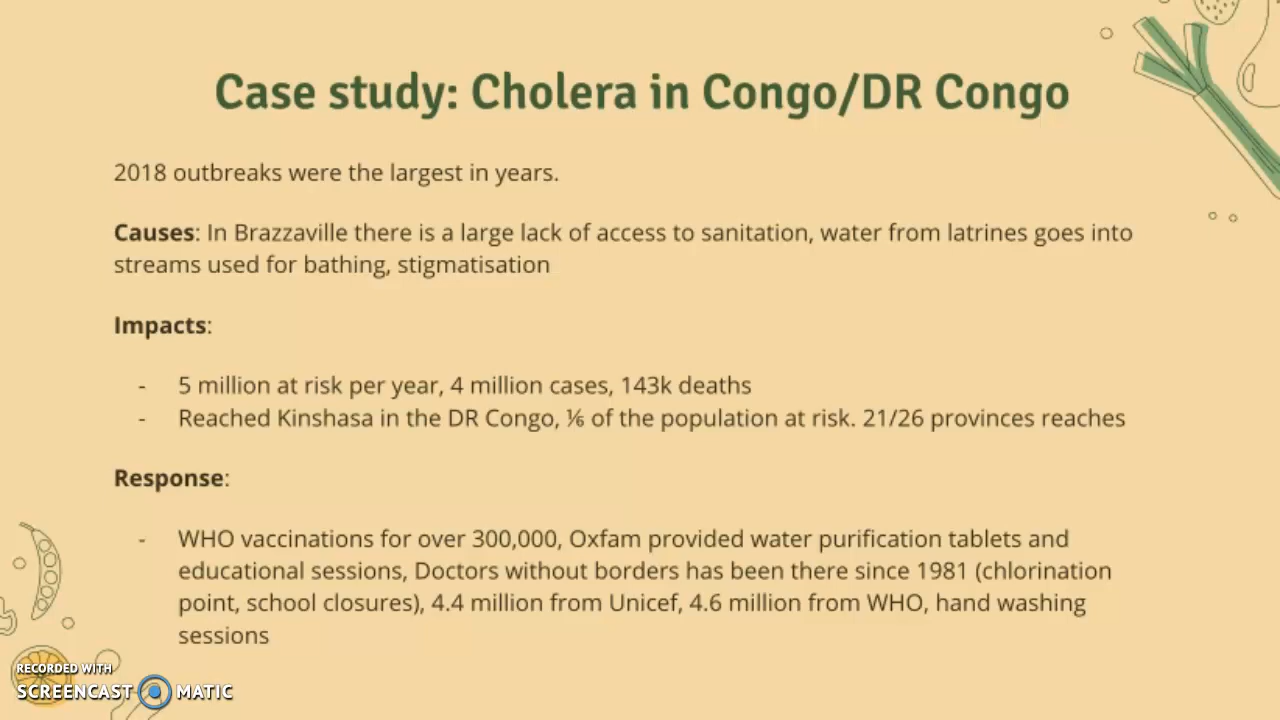 Case study: Cholera in Congo/DR Congo
2018 outbreaks were the largest in years.
Causes: In Brazzaville there is a large lack of access to sanitation, water from latrines goes into
streams used for bathing, stigmatisation
Impacts:
- 5 million at risk per year, 4 million cases, 143k deaths
- Reached Kinshasa in the DR Congo, ⅙ of the population at risk. 21/26 provinces reaches
Response:
- WHO vaccinations for over 300,000, Oxfam provided water purification tablets and
educational sessions, Doctors without borders has been there since 1981 (chlorination
point, school closures), 4.4 million from Unicef, 4.6 million from WHO, hand washing
sessions
RECORDED WITH
SCREENCAST MATIC